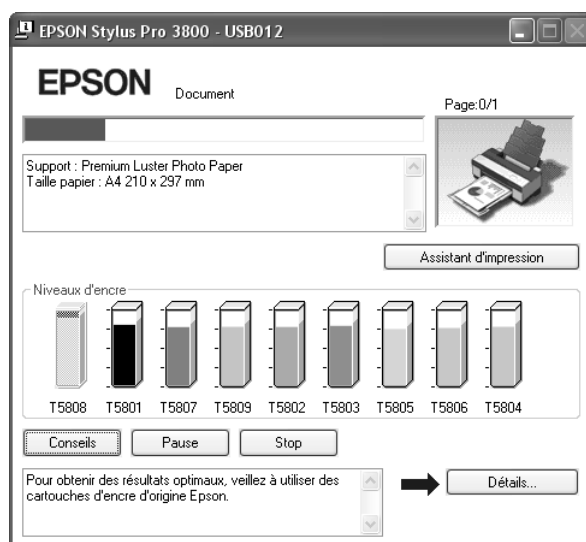 EPSON Stylus Pro 3800 - USB012
EPSON
Document
Page:0/1
Support : Premium Luster Photo Paper
Taille papier : A4 210 x 297 mm
Assistant d'impression
Niveaux d'encre
T5808 T5801 T5807 T5809 T5802 T5803 T5805 T5806 T5804
Conseils Pause Stop
Pour obtenir des résultats optimaux, veillez à utiliser des
cartouches d'encre d'origine Epson.
Détails...